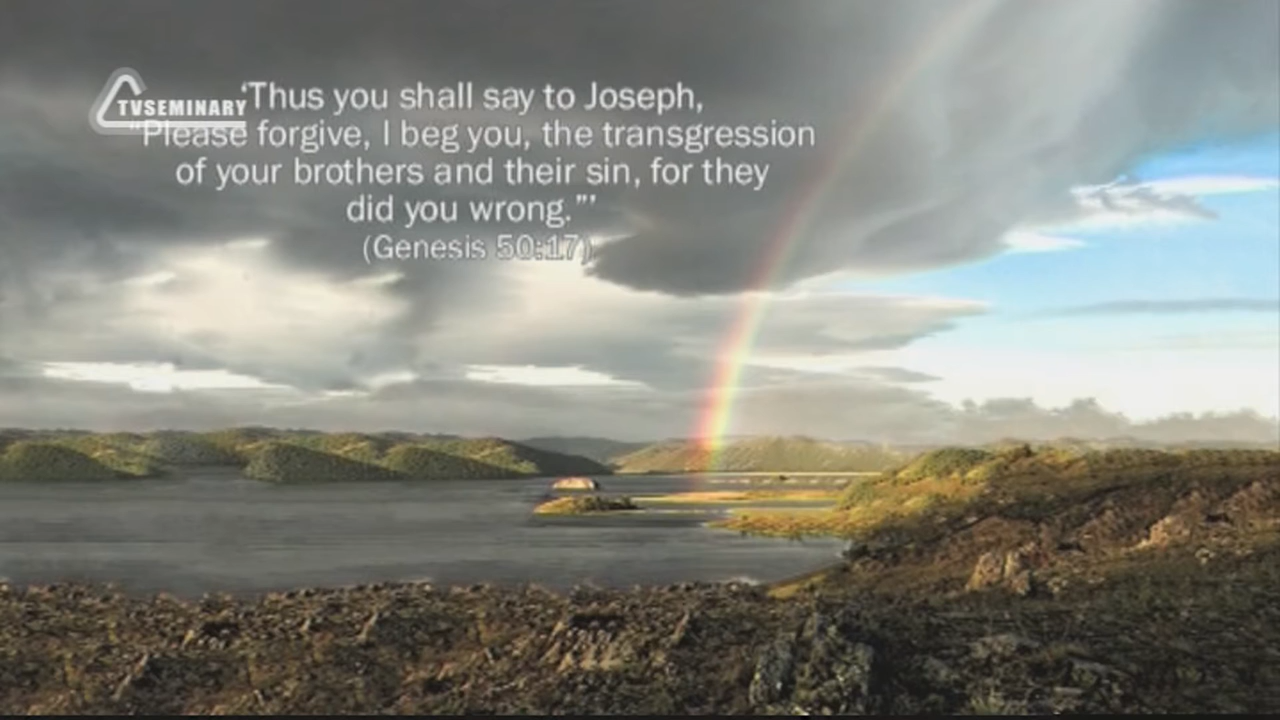 TVSEMINARY
‘Thus you shall say to Joseph,
“Please forgive, I beg you, the transgression
of your brothers and their sin, for they
did you wrong.”’
(Genesis 50:17)